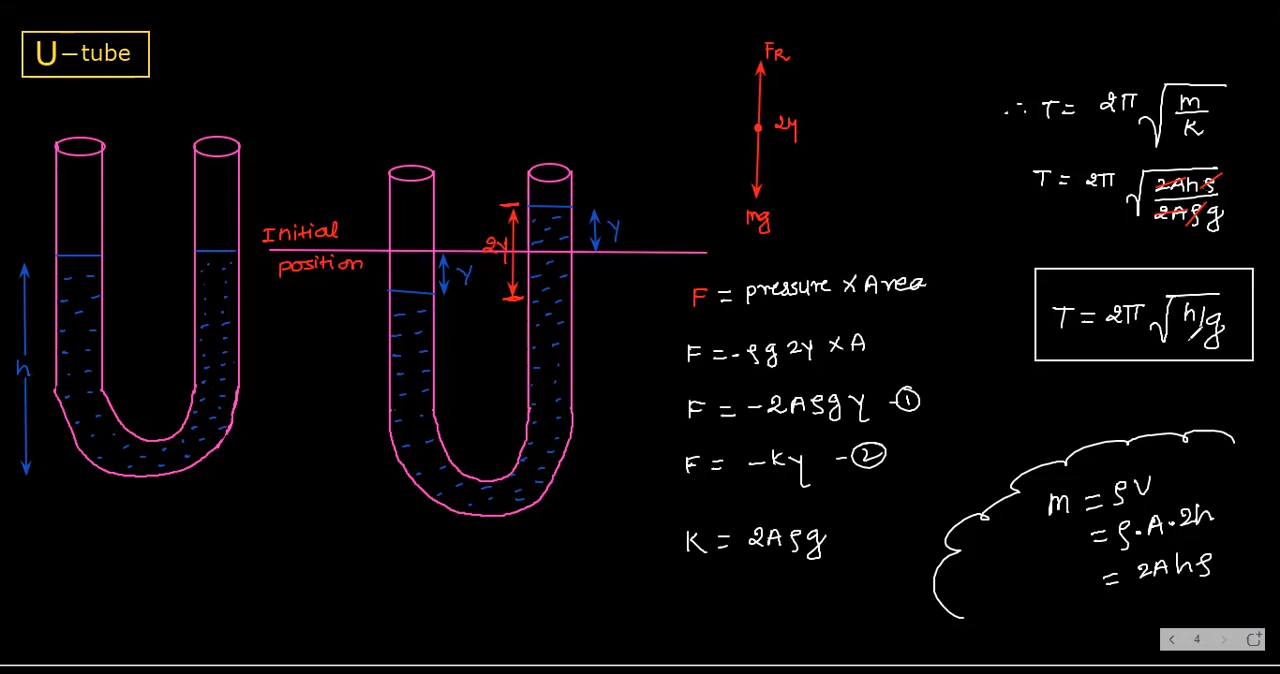 U-tube
h
Initial
position
Y
2Y
Y
FR
2y
mg
F = pressure × Area
F = -ρg 2y × A
F = -2Aρg y -①
F = -ky -②
K = 2Aρg
∴ T = 2π √(m/k)
T = 2π √(2Ahρ/2Aρg)
T = 2π √(h/g)
m = ρV
= ρ·A·2h
= 2Ahρ
4